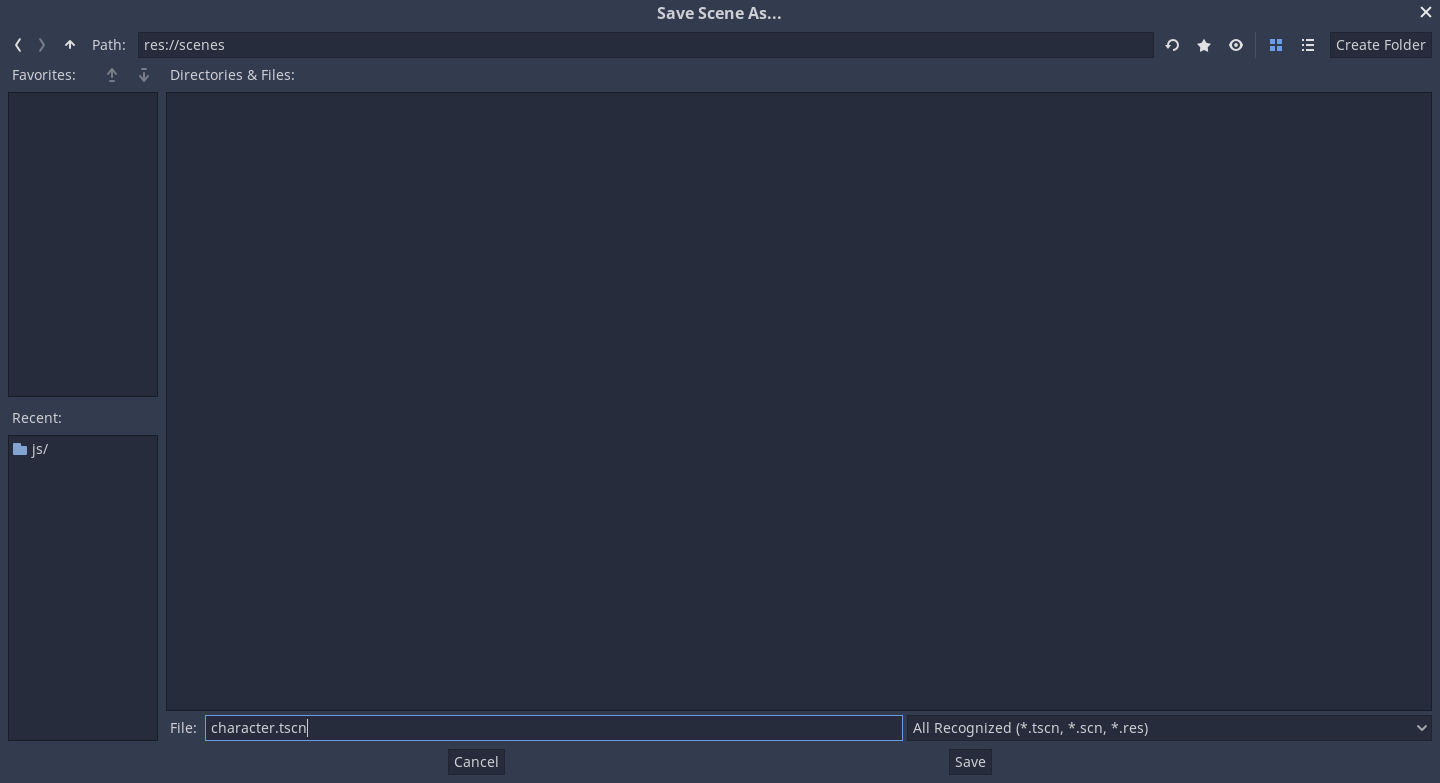 Save Scene As...
Path: res://scenes Create Folder
Favorites: Directories & Files:
Recent:
js/
File: character.tscn All Recognized (*.tscn, *.scn, *.res)
Cancel Save